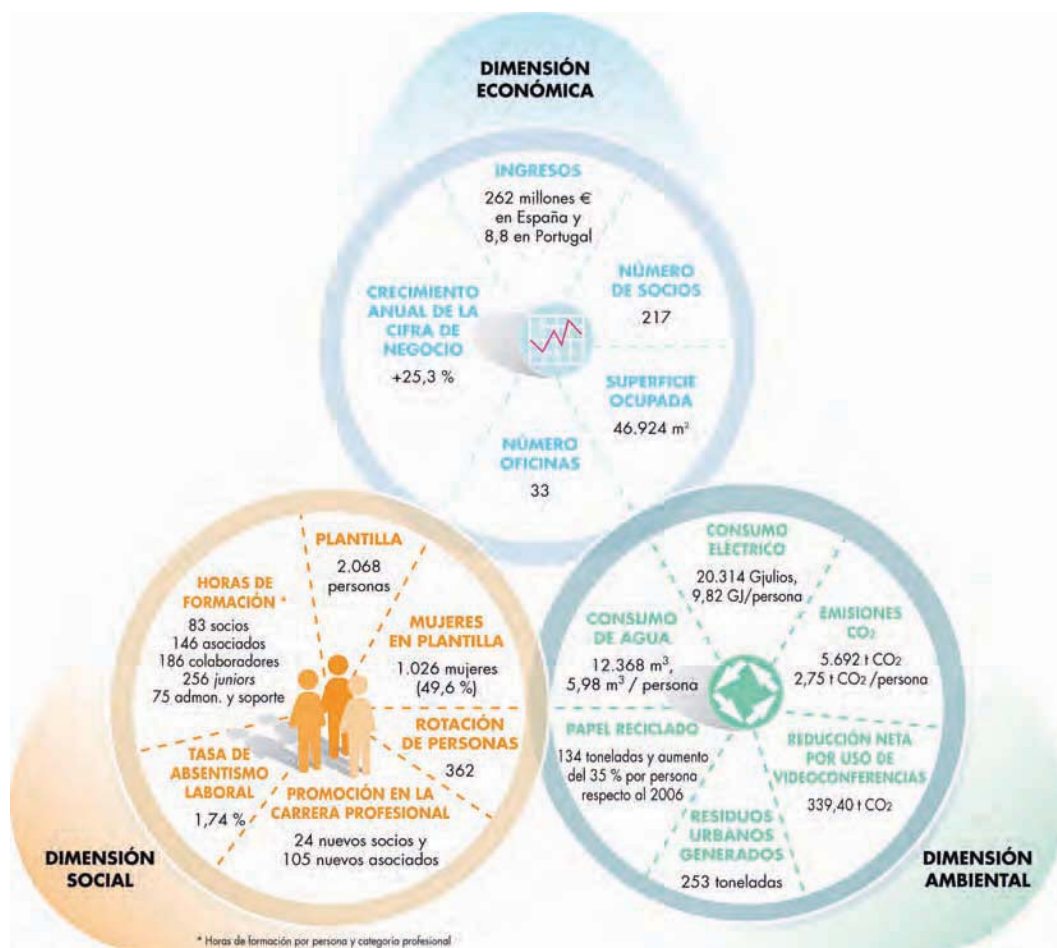 DIMENSIÓN
ECONÓMICA
INGRESOS
262 millones €
en España y
8,8 en Portugal
NÚMERO
DE SOCIOS
217
CRECIMIENTO
ANUAL DE LA
CIFRA DE
NEGOCIO
+25,3 %
SUPERFICIE
OCUPADA
46.924 m²
NÚMERO
OFICINAS
33
PLANTILLA
2.068
personas
HORAS DE
FORMACIÓN *
83 socios
146 asociados
186 colaboradores
256 juniors
75 admon. y soporte
MUJERES
EN PLANTILLA
1.026 mujeres
(49,6 %)
ROTACIÓN
DE PERSONAS
362
TASA DE
ABSENTISMO
LABORAL
1,74 %
PROMOCIÓN EN LA
CARRERA PROFESIONAL
24 nuevos socios y
105 nuevos asociados
DIMENSIÓN
SOCIAL
* Horas de formación por persona y categoría profesional
CONSUMO
ELÉCTRICO
20.314 Gjulios,
9,82 GJ/persona
CONSUMO
DE AGUA
12.368 m³,
5,98 m³ / persona
EMISIONES
CO₂
5.692 t CO₂
2,75 t CO₂ /persona
PAPEL RECICLADO
134 toneladas y aumento
del 35 % por persona
respecto al 2006
REDUCCIÓN NETA
POR USO DE
VIDEOCONFERENCIAS
339,40 t CO₂
RESIDUOS
URBANOS
GENERADOS
253 toneladas
DIMENSIÓN
AMBIENTAL